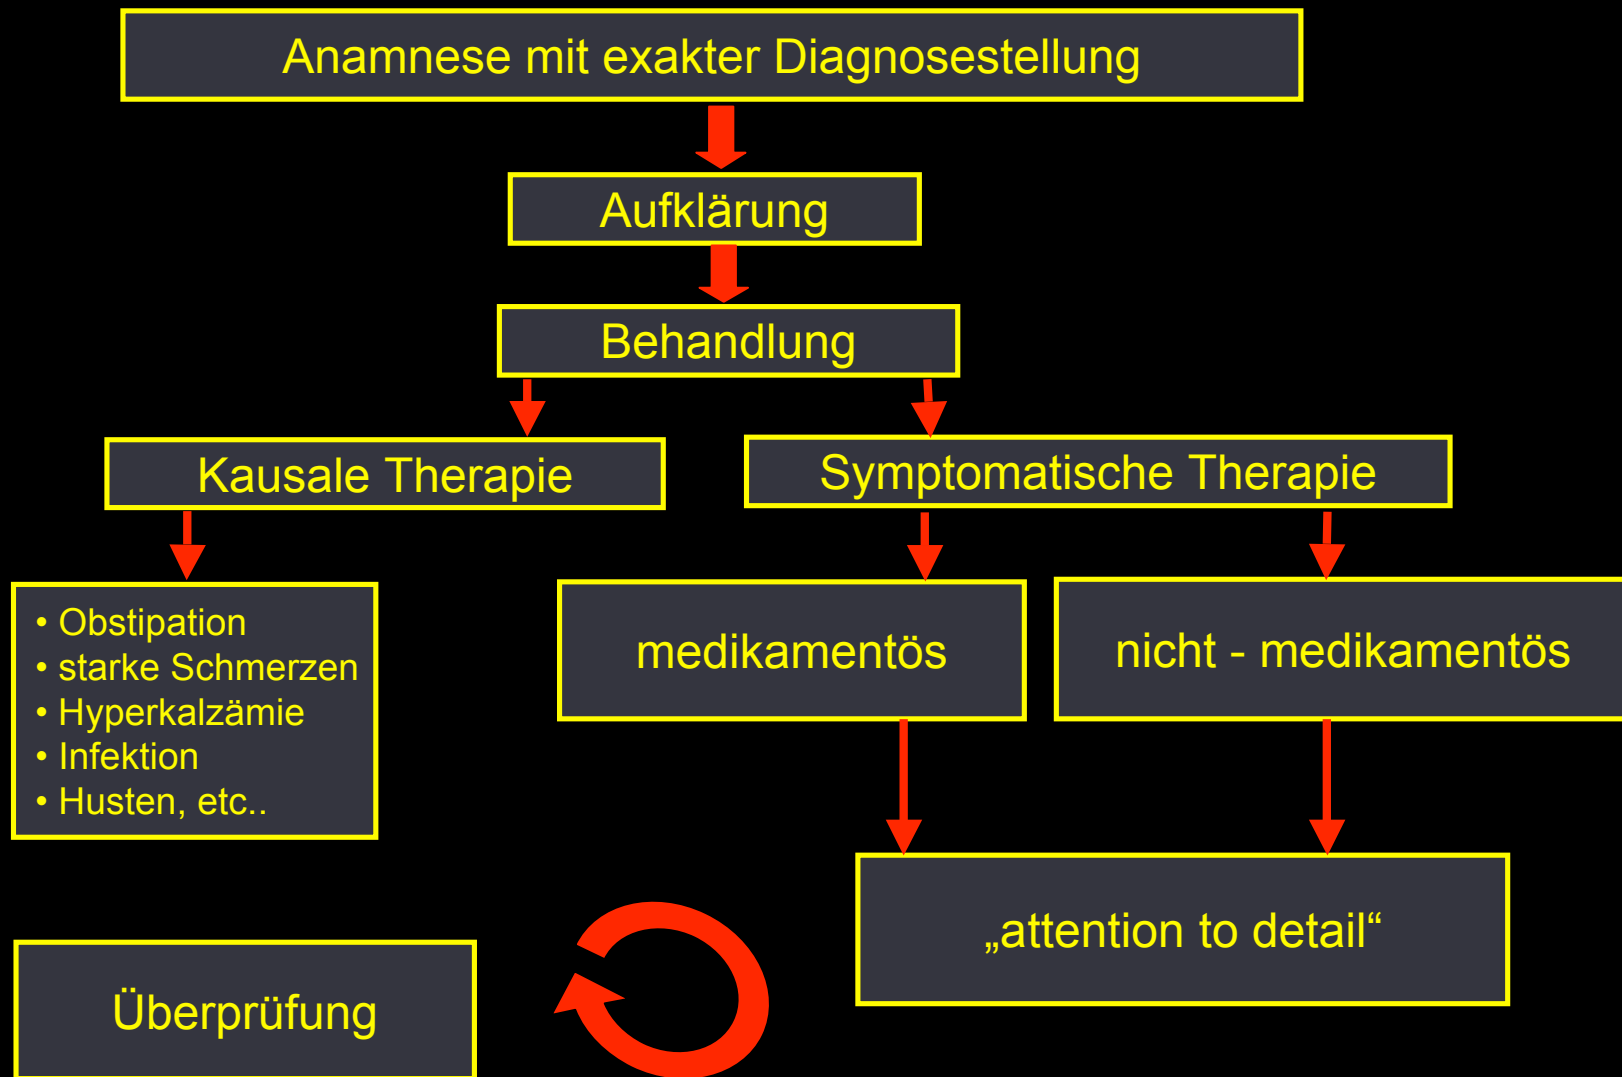 Anamnese mit exakter Diagnosestellung
Aufklärung
Behandlung
Kausale Therapie
Symptomatische Therapie
• Obstipation
• starke Schmerzen
• Hyperkalzämie
• Infektion
• Husten, etc..
medikamentös
nicht - medikamentös
„attention to detail“
Überprüfung